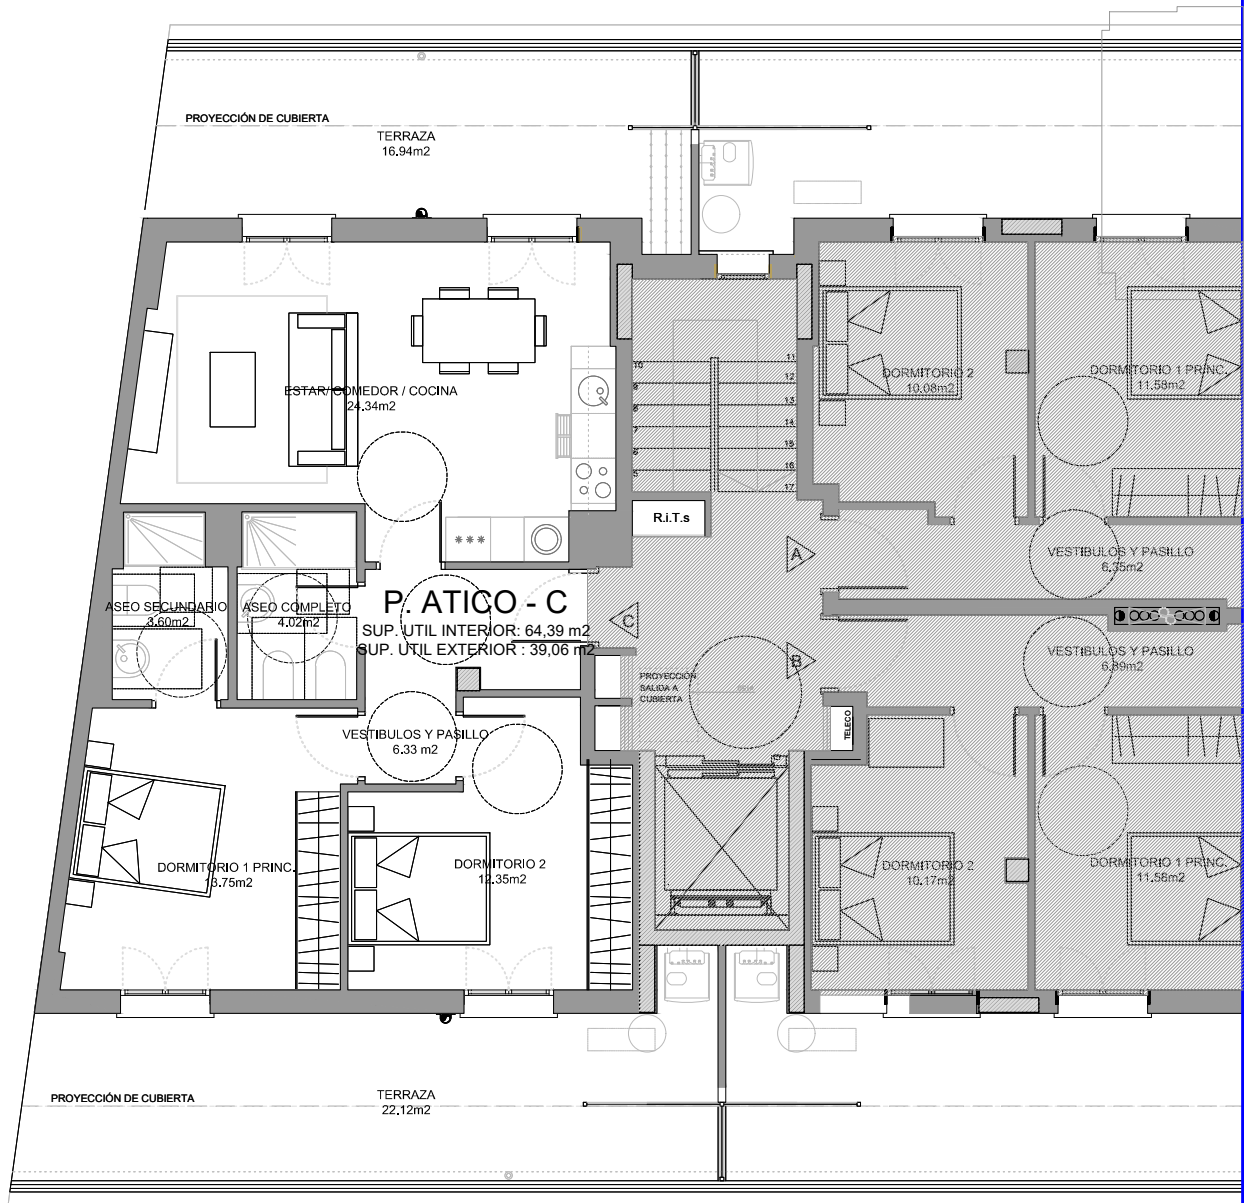 PROYECCIÓN DE CUBIERTA
TERRAZA
16.94m2
ESTAR/ COMEDOR / COCINA
24.34m2
DORMITORIO 2
10.08m2
DORMITORIO 1 PRINC.
11.58m2
10
9
8
7
6
5
11
12
13
14
15
16
17
R.i.T.s
A
VESTIBULOS Y PASILLO
6.35m2
ASEO SECUNDARIO
3.60m2
ASEO COMPLETO
4.02m2
P. ATICO - C
SUP. UTIL INTERIOR: 64,39 m2
SUP. UTIL EXTERIOR : 39,06 m2
C
B
VESTIBULOS Y PASILLO
6.89m2
PROYECCIÓN
SALIDA A
CUBIERTA
TELECO
VESTIBULOS Y PASILLO
6.33 m2
DORMITORIO 1 PRINC.
13.75m2
DORMITORIO 2
12.35m2
DORMITORIO 2
10.17m2
DORMITORIO 1 PRINC.
11.58m2
PROYECCIÓN DE CUBIERTA
TERRAZA
22.12m2